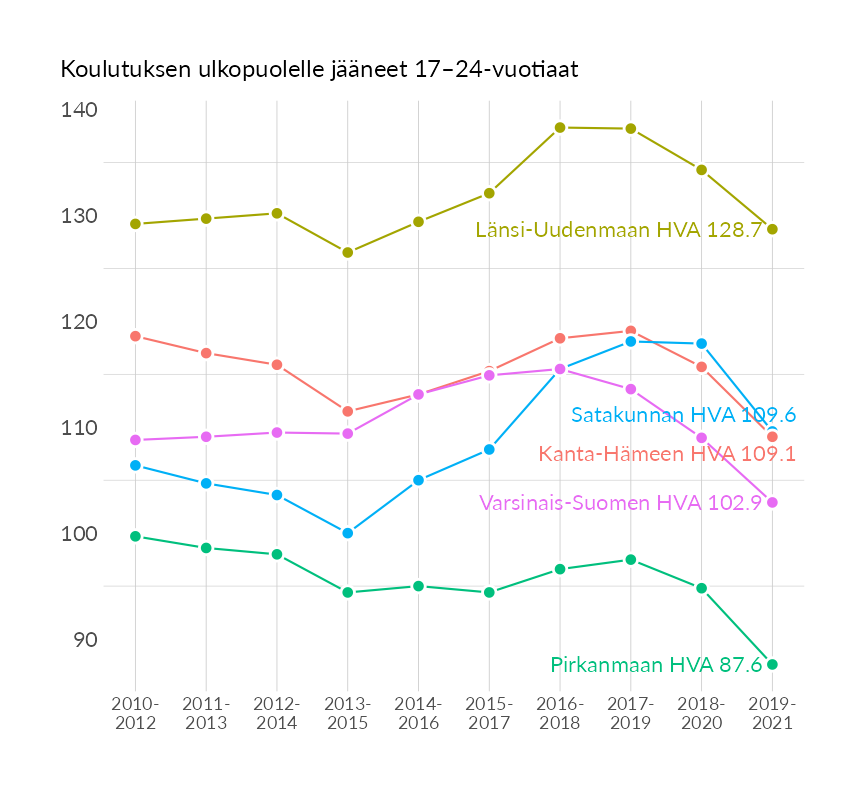 Koulutuksen ulkopuolelle jääneet 17–24-vuotiaat
140
130
120
110
100
90
Länsi-Uudenmaan HVA 128.7
Satakunnan HVA 109.6
Kanta-Hämeen HVA 109.1
Varsinais-Suomen HVA 102.9
Pirkanmaan HVA 87.6
2010- 2011- 2012- 2013- 2014- 2015- 2016- 2017- 2018- 2019-
2012 2013 2014 2015 2016 2017 2018 2019 2020 2021